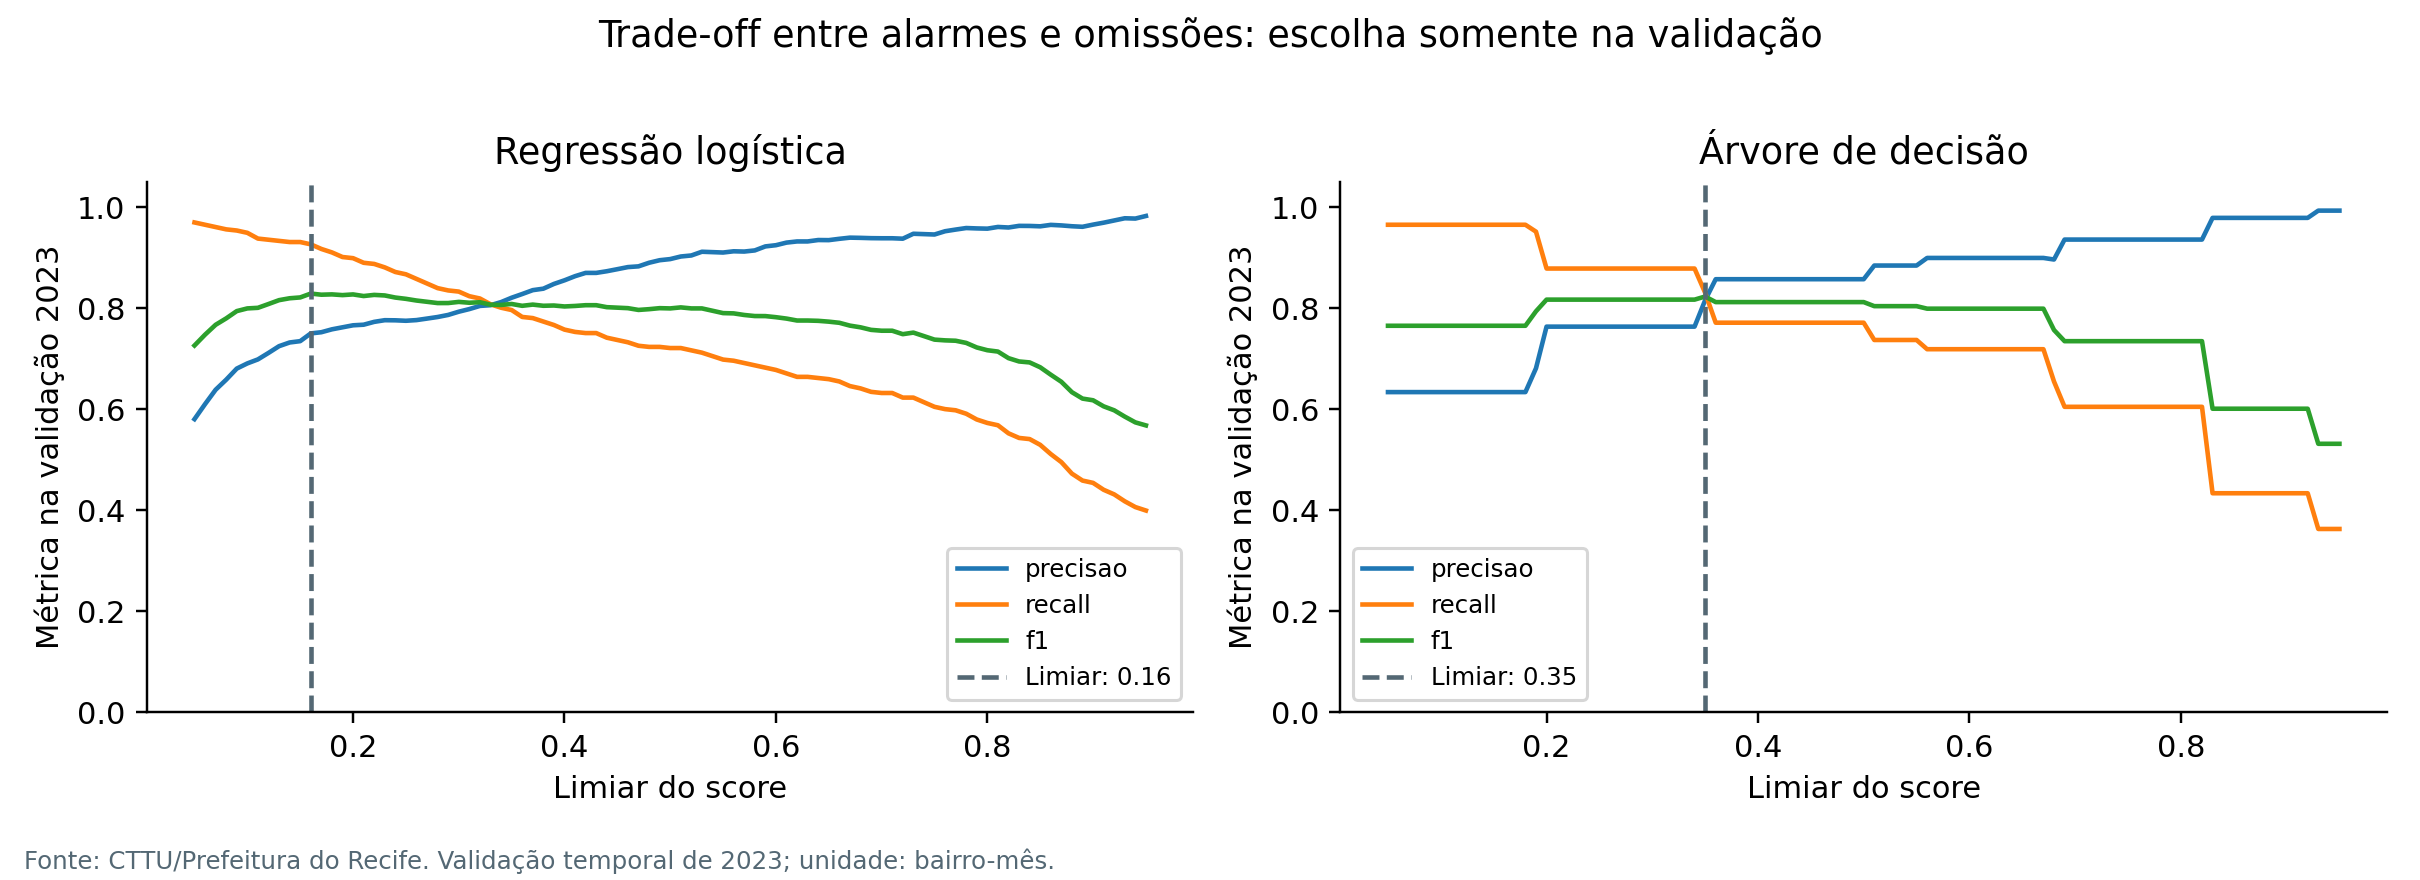 Trade-off entre alarmes e omissões: escolha somente na validação
Regressão logística
Métrica na validação 2023
1.0
0.8
0.6
0.4
0.2
0.0
0.2
0.4
0.6
0.8
Limiar do score
precisao
recall
f1
Limiar: 0.16
Árvore de decisão
Métrica na validação 2023
1.0
0.8
0.6
0.4
0.2
0.0
0.2
0.4
0.6
0.8
Limiar do score
precisao
recall
f1
Limiar: 0.35
Fonte: CTTU/Prefeitura do Recife. Validação temporal de 2023; unidade: bairro-mês.